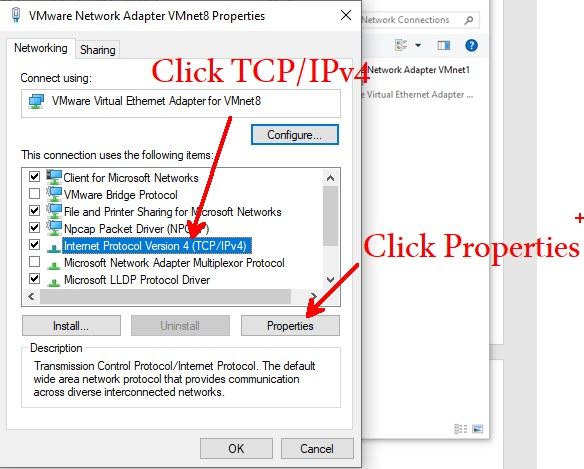 VMware Network Adapter VMnet8 Properties
Network Connections
Networking
Sharing
Click TCP/IPv4
Connect using:
Network Adapter VMnet1
VMware Virtual Ethernet Adapter for VMnet8
Virtual Ethernet Adapter ...
Configure...
This connection uses the following items:
Client for Microsoft Networks
VMware Bridge Protocol
File and Printer Sharing for Microsoft Networks
Npcap Packet Driver
Internet Protocol Version 4 (TCP/IPv4)
Click Properties
Microsoft Network Adapter Multiplexor Protocol
Microsoft LLDP Protocol Driver
Install...
Uninstall
Properties
Description
Transmission Control Protocol/Internet Protocol. The default
wide area network protocol that provides communication
across diverse interconnected networks.
OK
Cancel